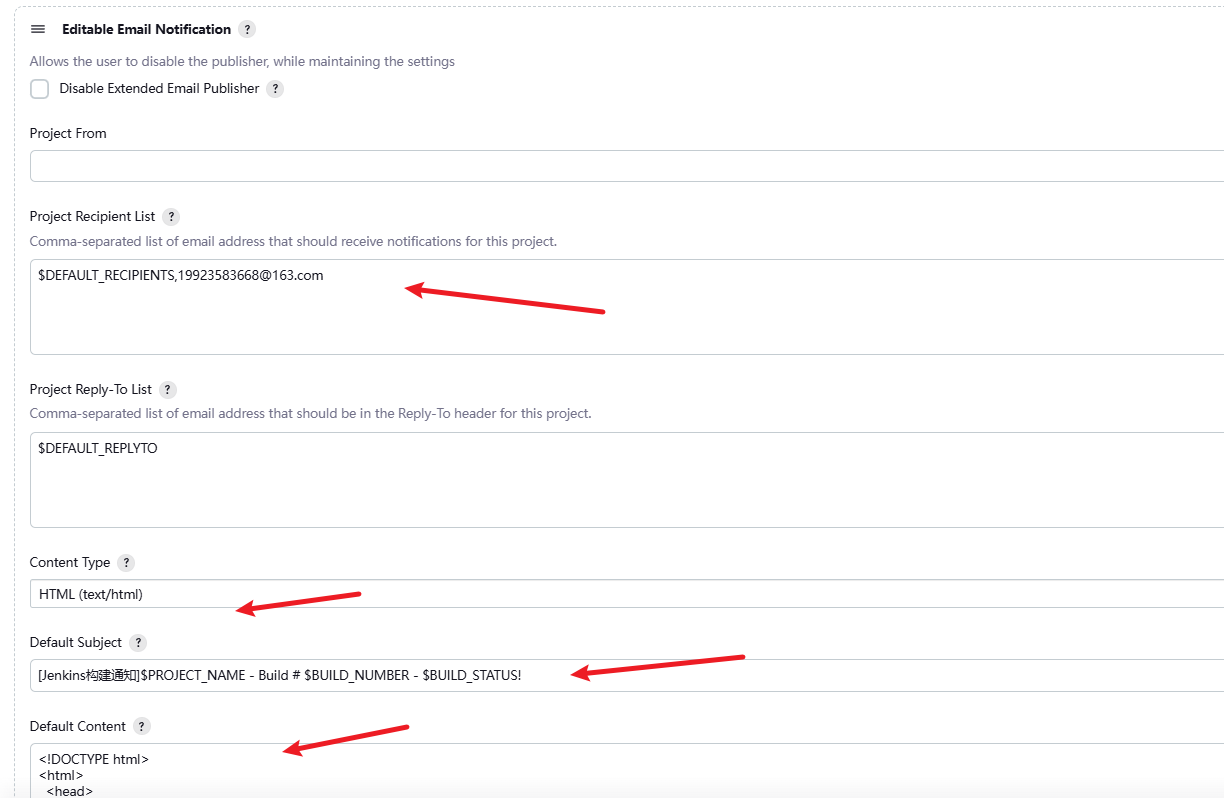 Editable Email Notification ?
Allows the user to disable the publisher, while maintaining the settings
Disable Extended Email Publisher ?
Project From
Project Recipient List ?
Comma-separated list of email address that should receive notifications for this project.
$DEFAULT_RECIPIENTS,19923583668@163.com
Project Reply-To List ?
Comma-separated list of email address that should be in the Reply-To header for this project.
$DEFAULT_REPLYTO
Content Type ?
HTML (text/html)
Default Subject ?
[Jenkins构建通知]$PROJECT_NAME - Build # $BUILD_NUMBER - $BUILD_STATUS!
Default Content ?
<!DOCTYPE html>
<html>
<head>